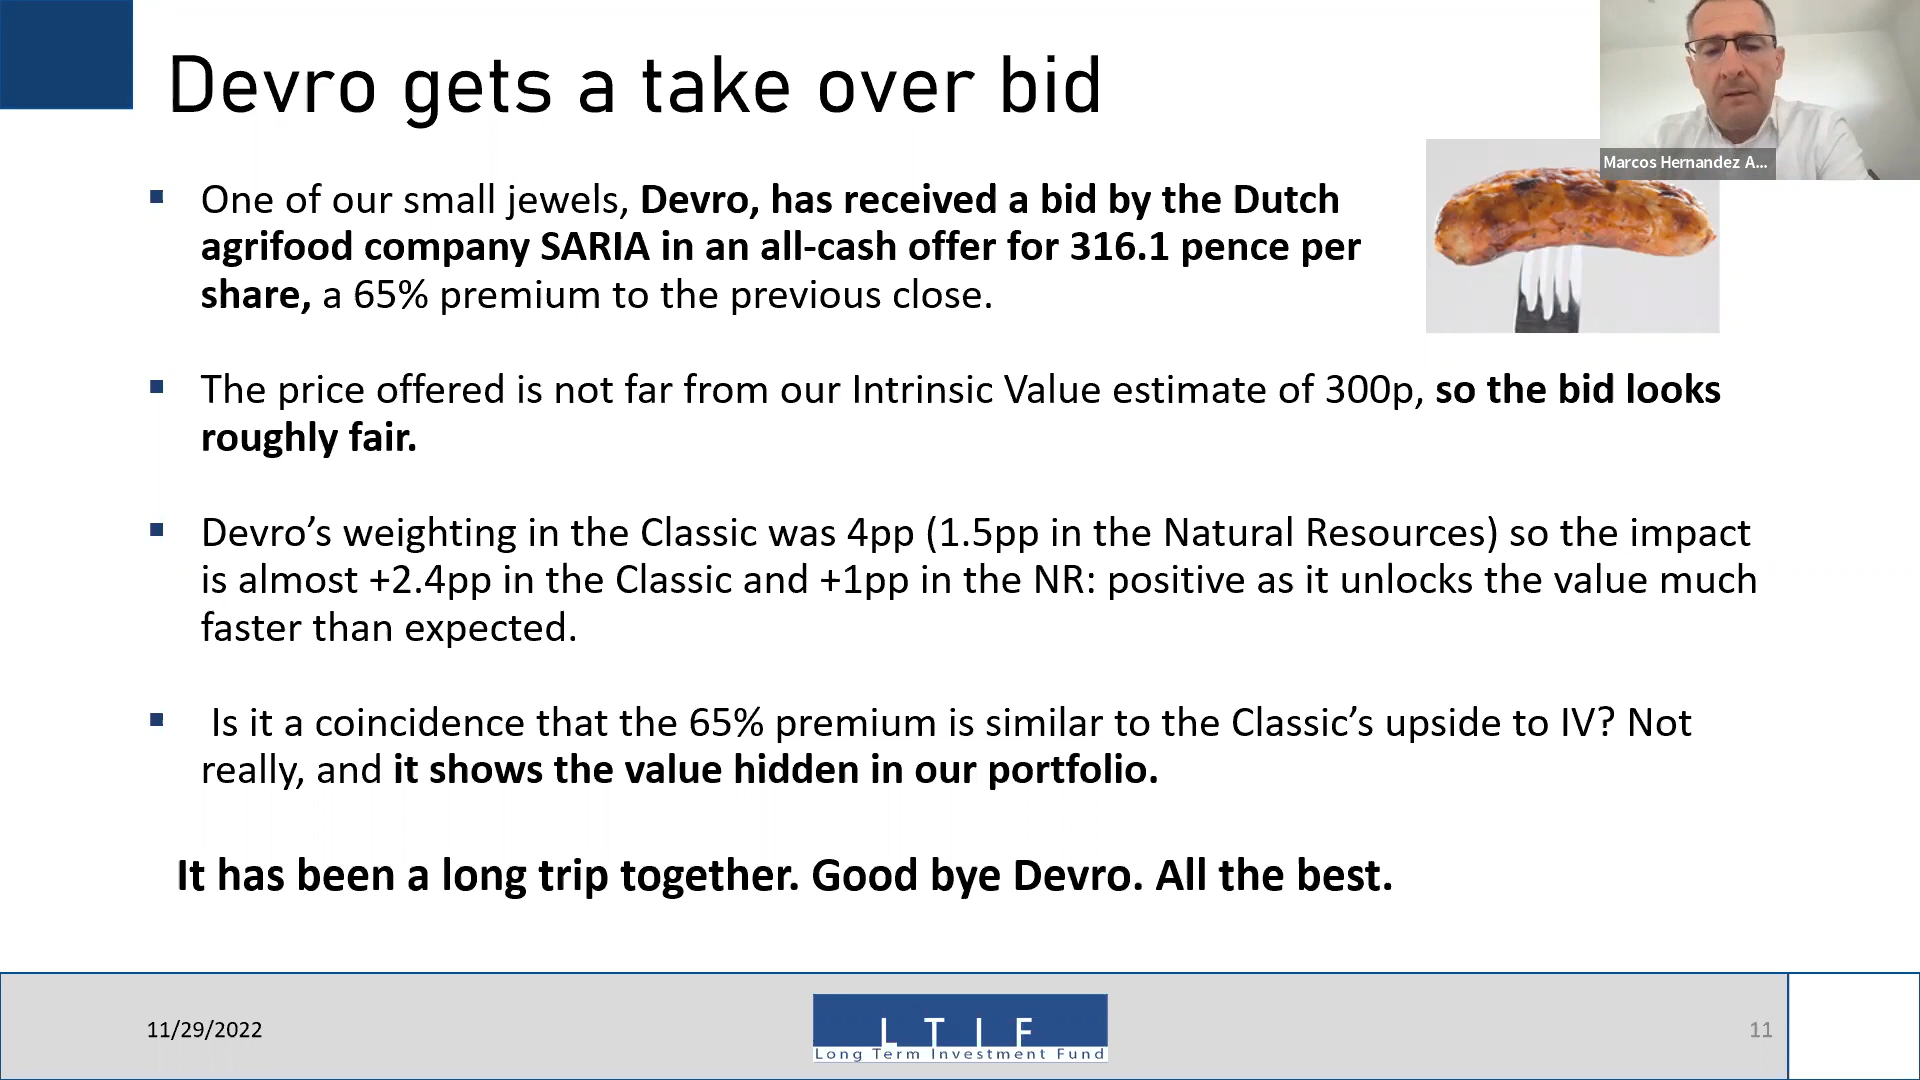 Devro gets a take over bid
Marcos Hernandez A...
▪ One of our small jewels, Devro, has received a bid by the Dutch
agrifood company SARIA in an all-cash offer for 316.1 pence per
share, a 65% premium to the previous close.
▪ The price offered is not far from our Intrinsic Value estimate of 300p, so the bid looks
roughly fair.
▪ Devro’s weighting in the Classic was 4pp (1.5pp in the Natural Resources) so the impact
is almost +2.4pp in the Classic and +1pp in the NR: positive as it unlocks the value much
faster than expected.
▪ Is it a coincidence that the 65% premium is similar to the Classic’s upside to IV? Not
really, and it shows the value hidden in our portfolio.
It has been a long trip together. Good bye Devro. All the best.
11/29/2022
L T I F
Long Term Investment Fund
11